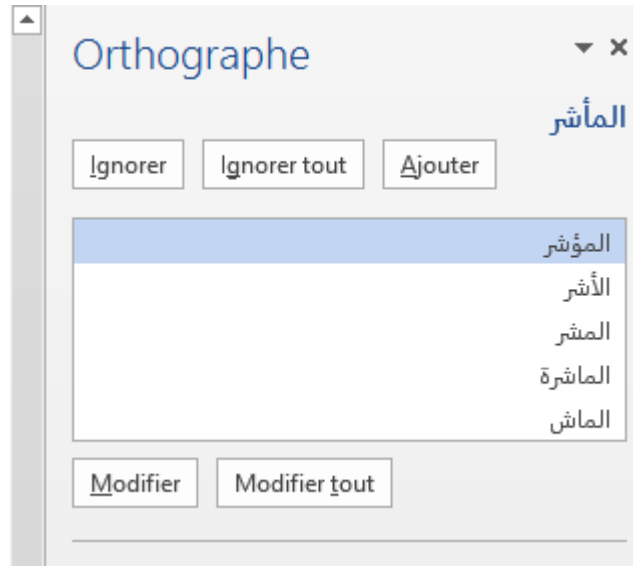 Orthographe
المأشر
Ignorer Ignorer tout Ajouter
المؤشر
الأشر
المشر
الماشرة
الماش
Modifier Modifier tout